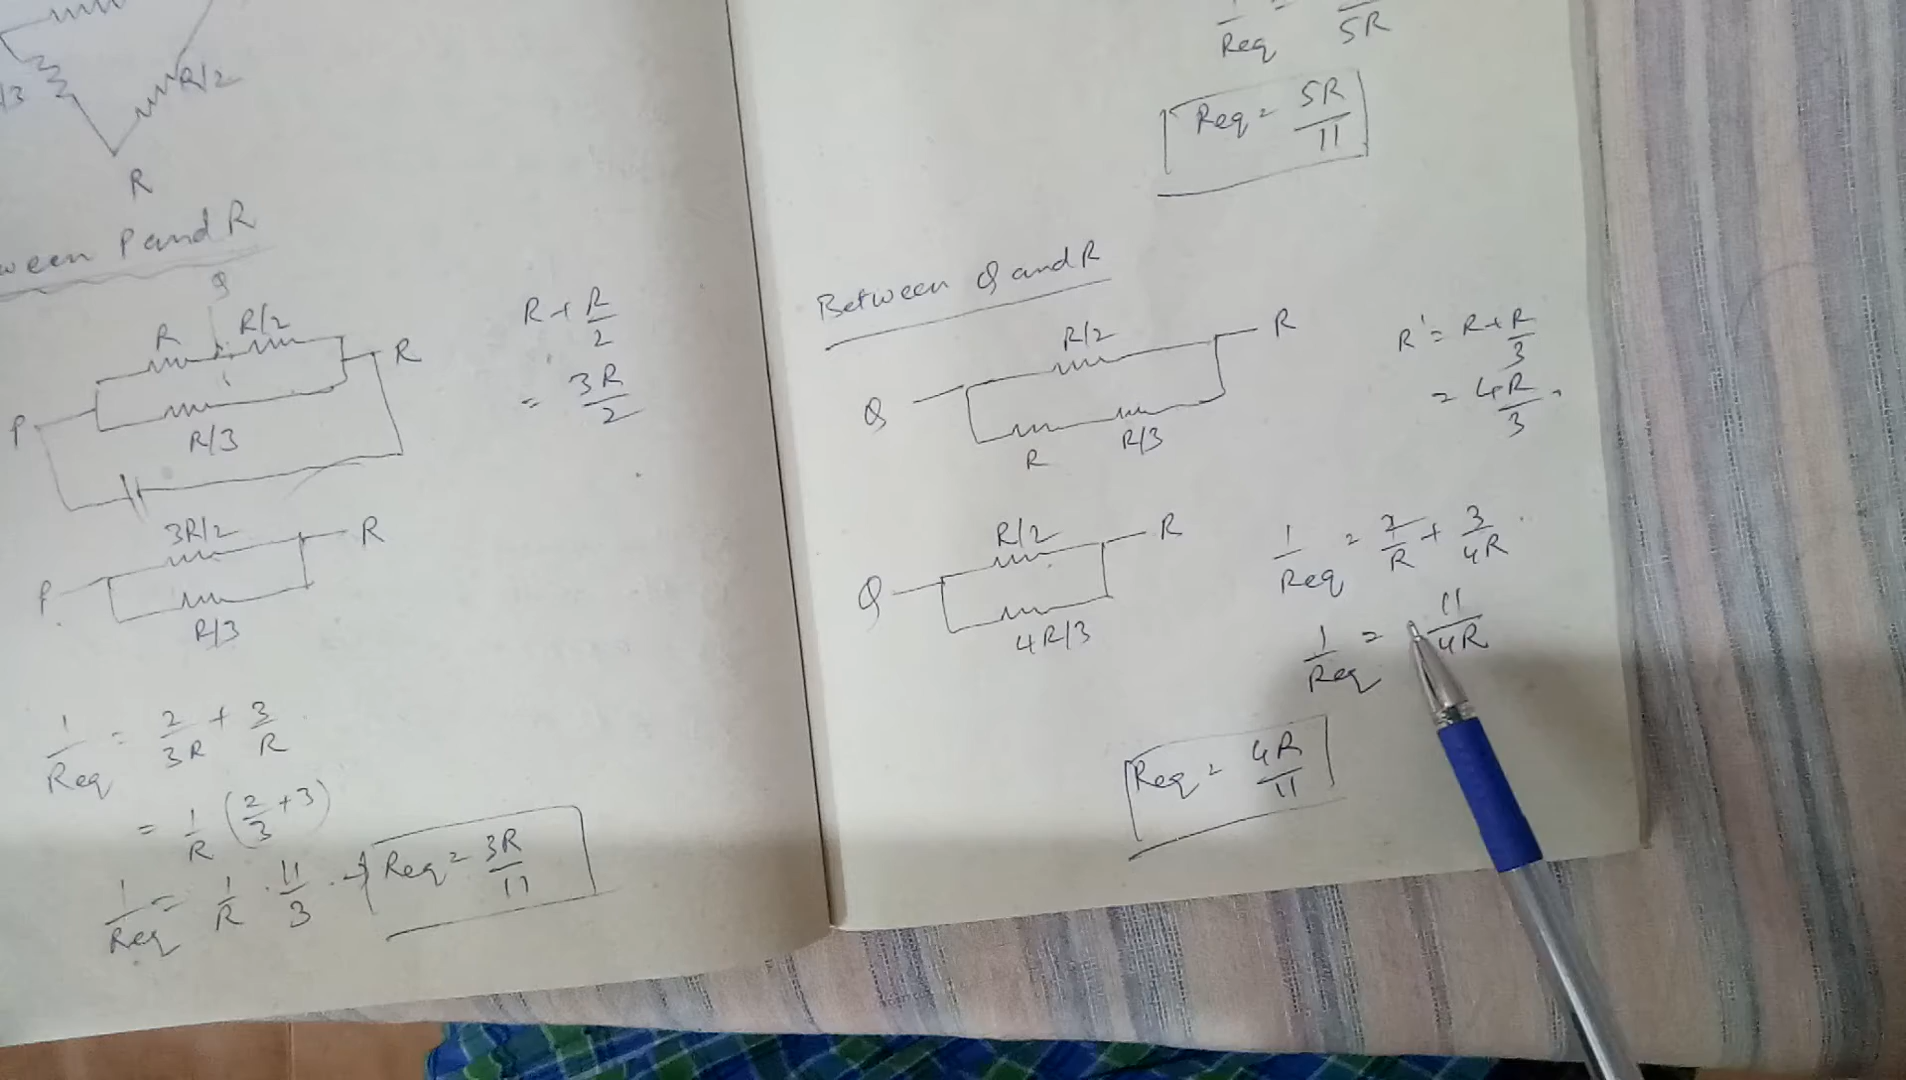 R/2
R
P and R
Q
R R/2
P R
R/3
R + R/2
= 3R/2
3R/2
P R
R/3
1/Req = 2/3R + 3/R
= 1/R (2/3 + 3)
1/Req = 1/R . 11/3 . → Req = 3R/11
1/Req = /5R
Req = 5R/11
Between Q and R
R/2
Q R
R R/3
R' = R + R/3
= 4R/3
R/2
Q R
4R/3
1/Req = 2/R + 3/4R
1/Req = 11/4R
Req = 4R/11